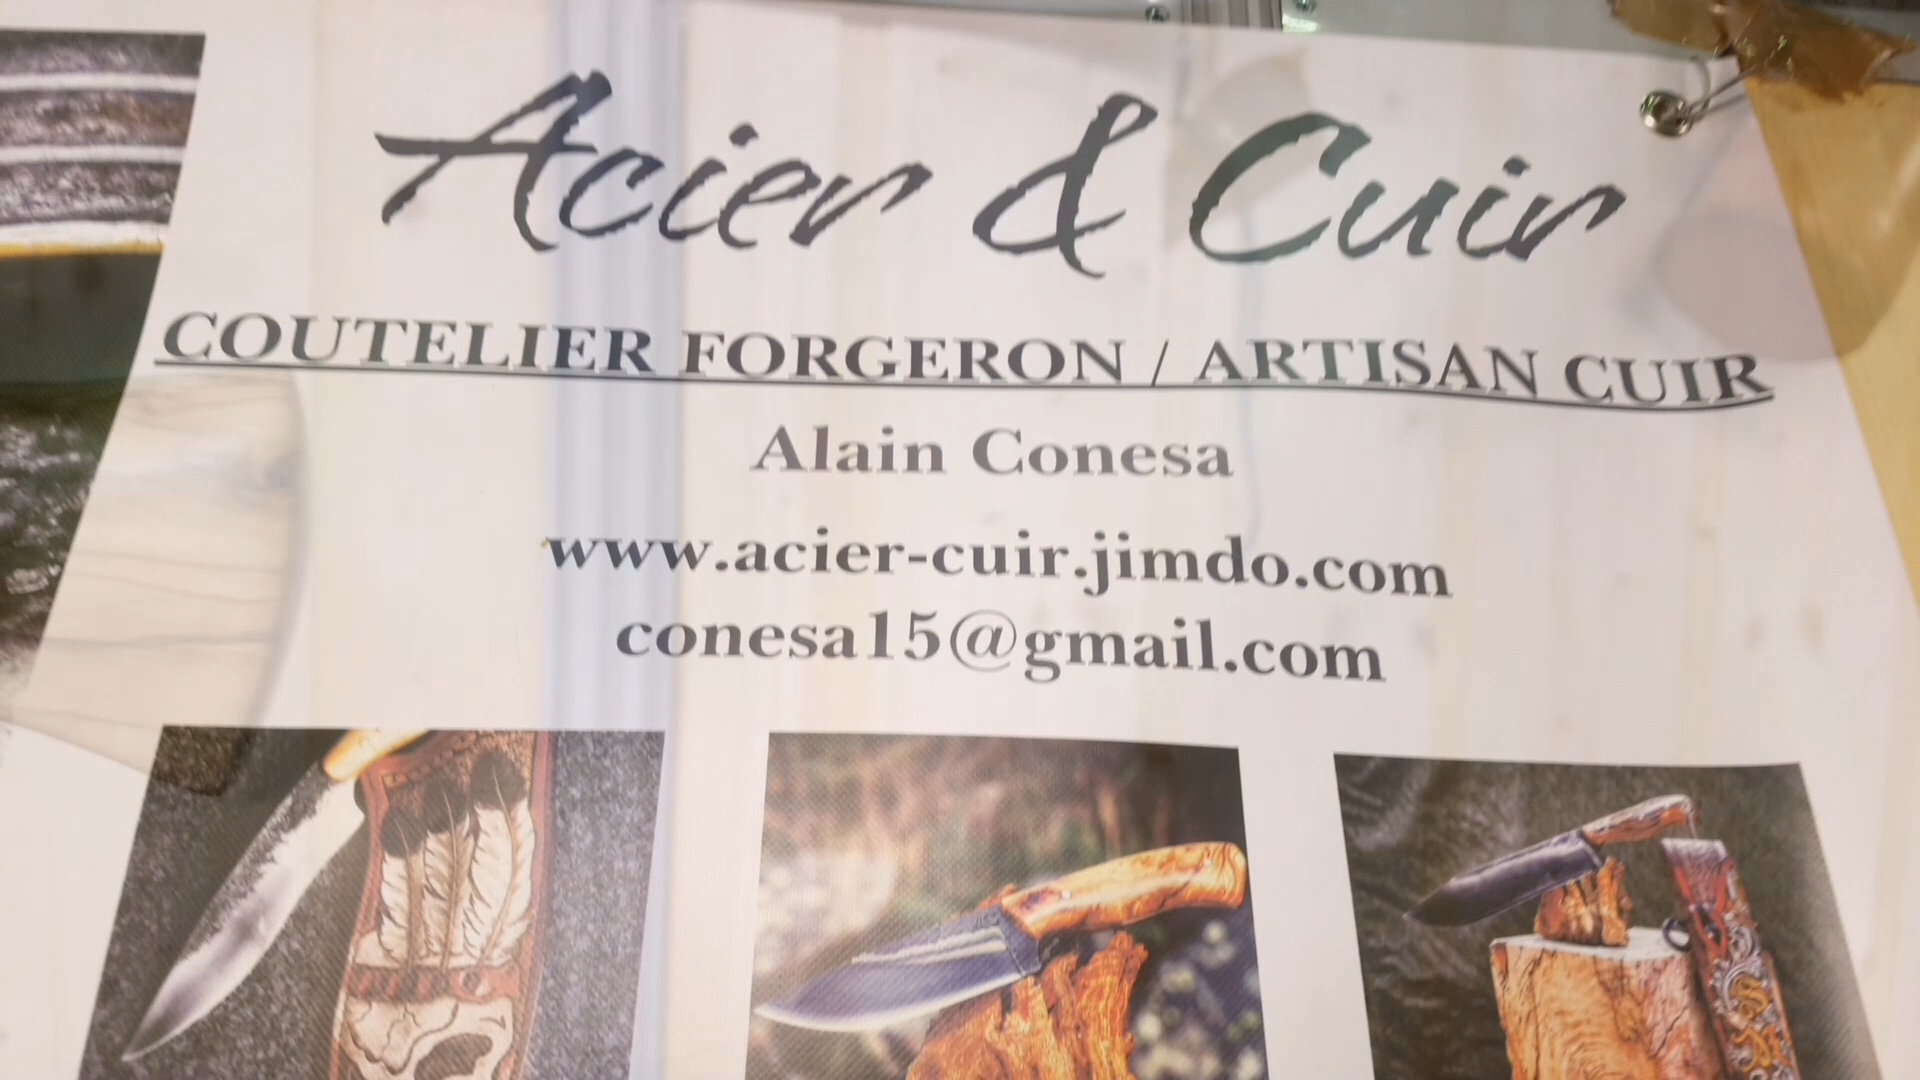 Acier & Cuir
COUTELIER FORGERON / ARTISAN CUIR
Alain Conesa
www.acier-cuir.jimdo.com
conesa15@gmail.com